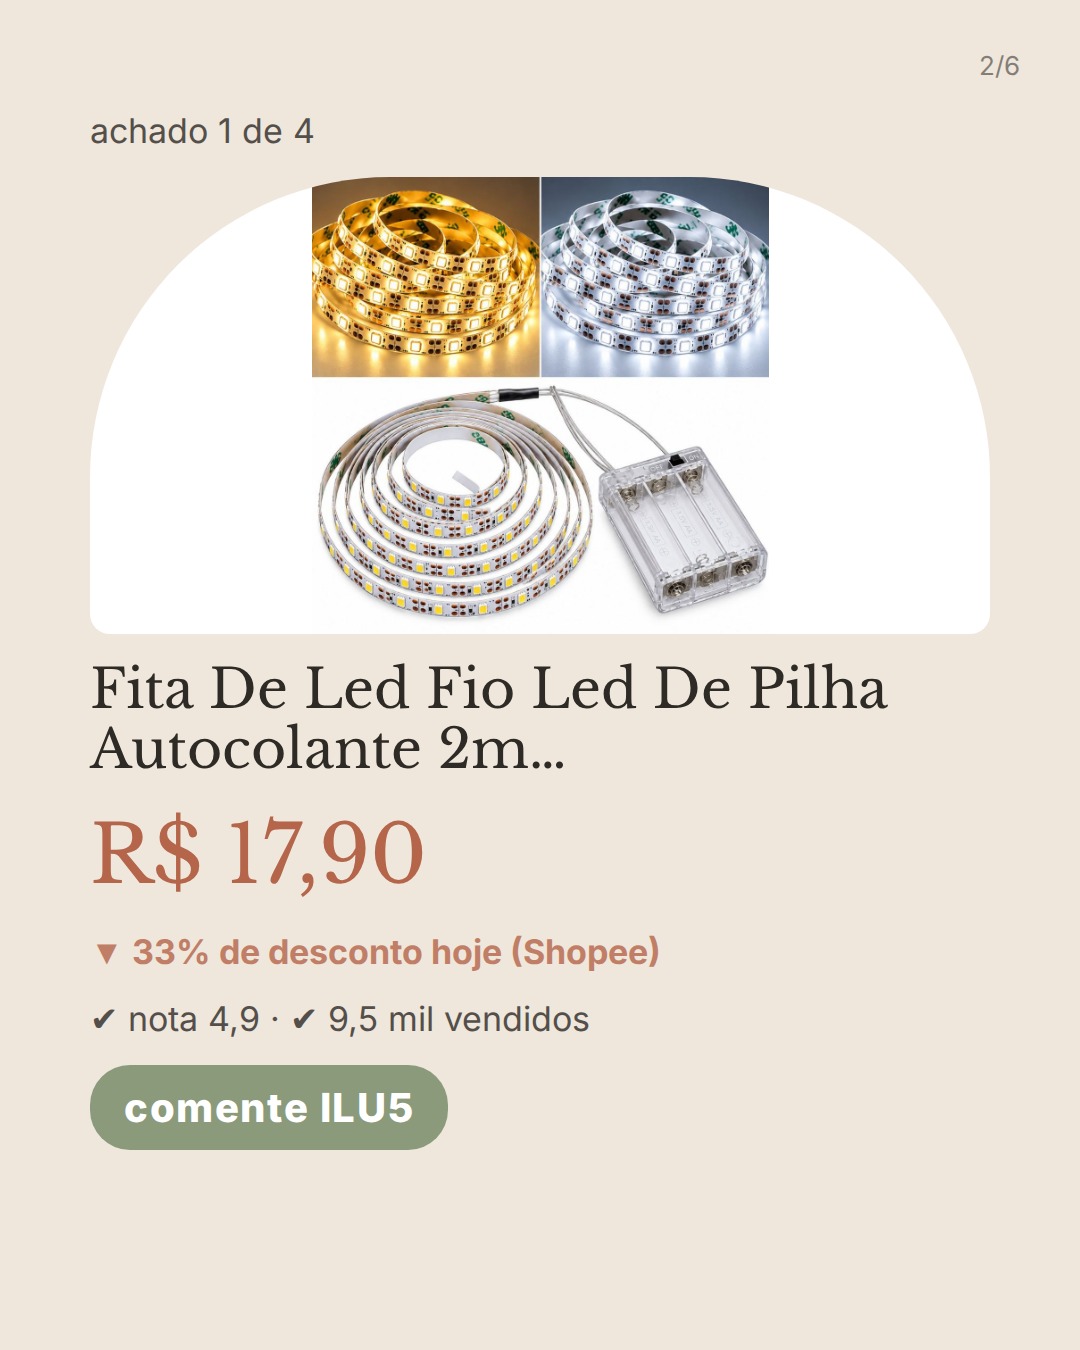 2/6
achado 1 de 4
Fita De Led Fio Led De Pilha
Autocolante 2m...
R$ 17,90
▼ 33% de desconto hoje (Shopee)
✔ nota 4,9 · ✔ 9,5 mil vendidos
comente ILU5